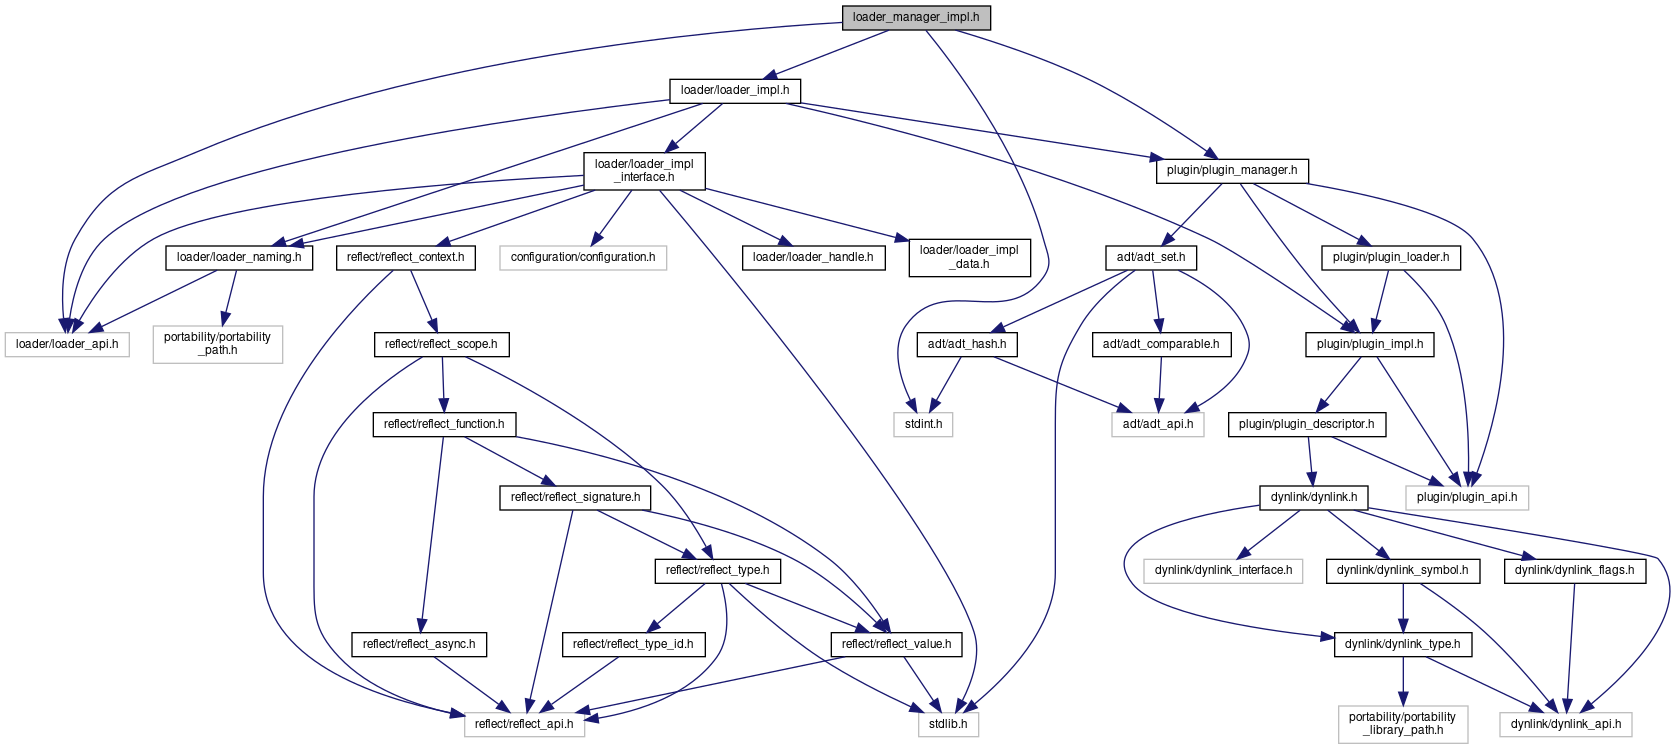 loader_manager_impl.h
loader/loader_impl.h
loader/loader_impl
_interface.h
plugin/plugin_manager.h
loader/loader_naming.h
reflect/reflect_context.h
configuration/configuration.h
loader/loader_handle.h
loader/loader_impl
_data.h
adt/adt_set.h
plugin/plugin_loader.h
loader/loader_api.h
portability/portability
_path.h
reflect/reflect_scope.h
adt/adt_hash.h
adt/adt_comparable.h
plugin/plugin_impl.h
reflect/reflect_function.h
stdint.h
adt/adt_api.h
plugin/plugin_descriptor.h
reflect/reflect_signature.h
dynlink/dynlink.h
plugin/plugin_api.h
reflect/reflect_type.h
dynlink/dynlink_interface.h
dynlink/dynlink_symbol.h
dynlink/dynlink_flags.h
reflect/reflect_async.h
reflect/reflect_type_id.h
reflect/reflect_value.h
dynlink/dynlink_type.h
reflect/reflect_api.h
stdlib.h
portability/portability
_library_path.h
dynlink/dynlink_api.h